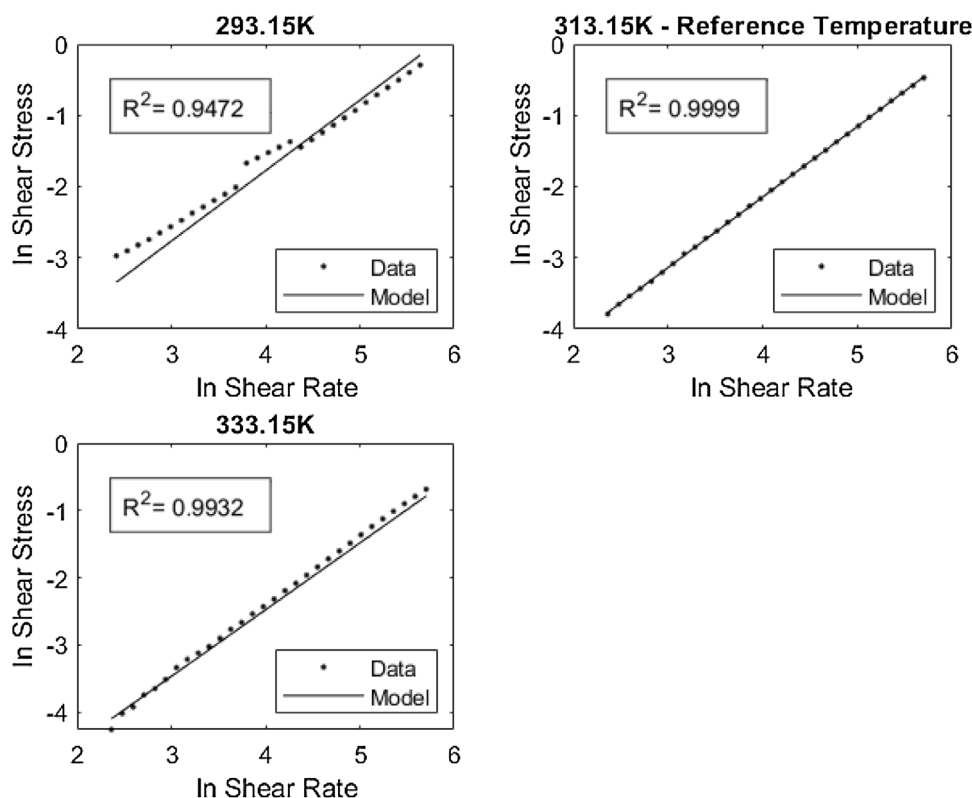 293.15K
0
-1
-2
-3
-4
ln Shear Stress
R2= 0.9472
Data
Model
2 3 4 5 6
ln Shear Rate
313.15K - Reference Temperature
0
-1
-2
-3
-4
ln Shear Stress
R2= 0.9999
Data
Model
2 3 4 5 6
ln Shear Rate
333.15K
0
-1
-2
-3
-4
ln Shear Stress
R2= 0.9932
Data
Model
2 3 4 5 6
ln Shear Rate